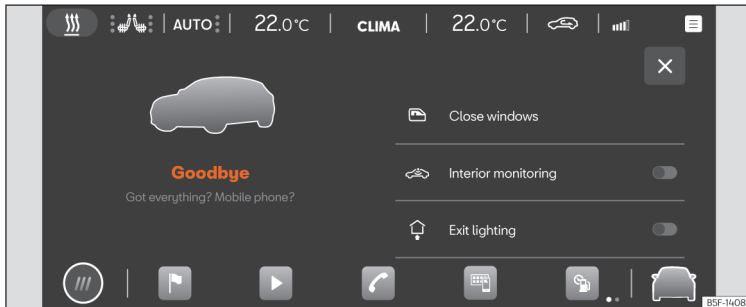 AUTO 22.0°C CLIMA 22.0°C
Close windows
Goodbye
Interior monitoring
Got everything? Mobile phone?
Exit lighting
B5F-1408